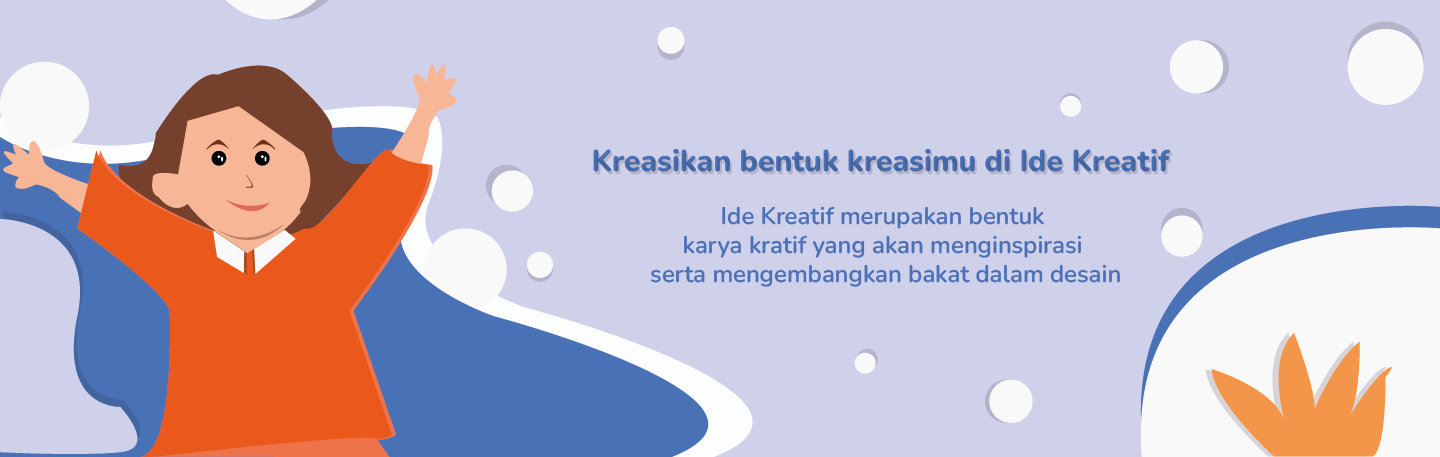 Kreasikan bentuk kreasimu di Ide Kreatif
Ide Kreatif merupakan bentuk
karya kratif yang akan menginspirasi
serta mengembangkan bakat dalam desain